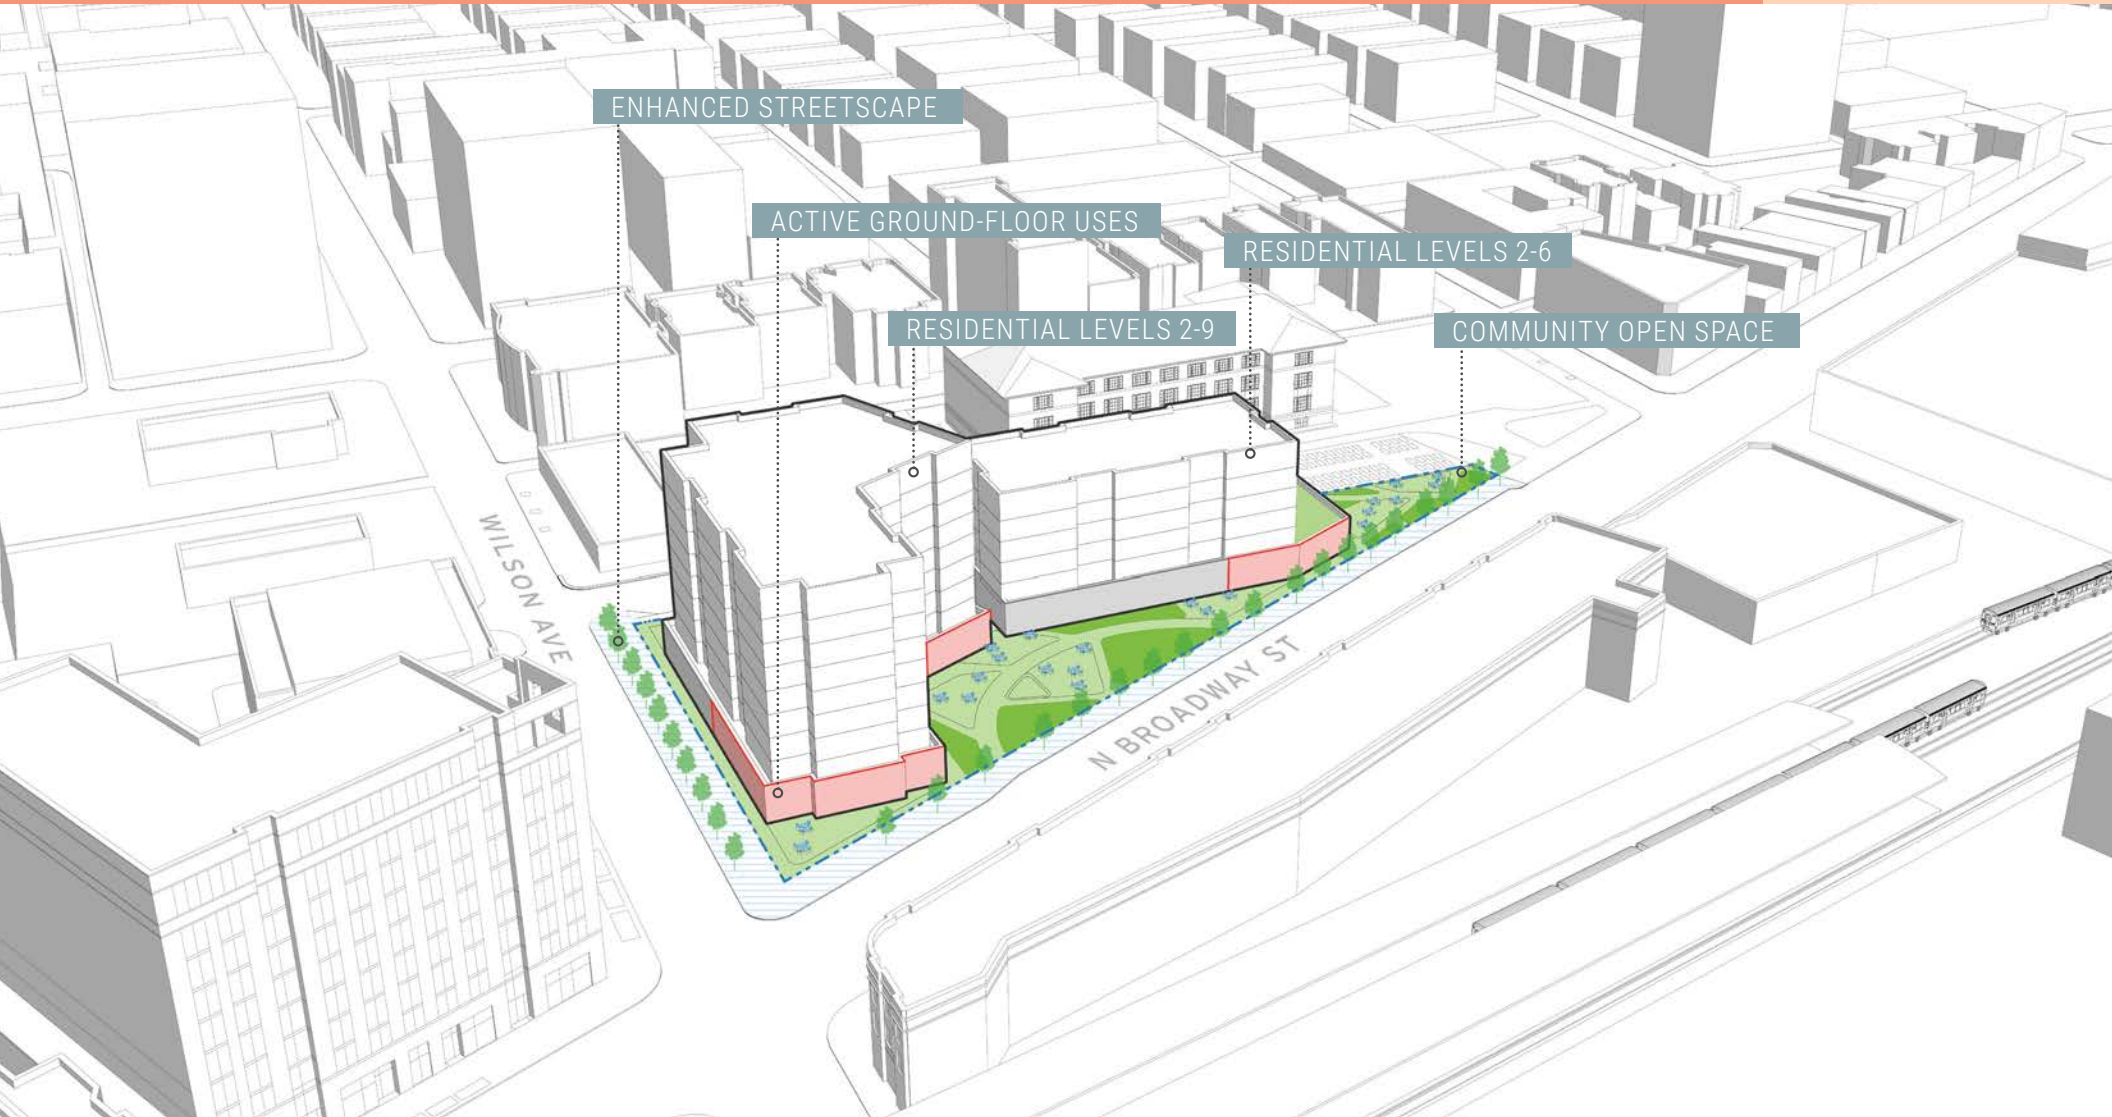 ENHANCED STREETSCAPE
ACTIVE GROUND-FLOOR USES
RESIDENTIAL LEVELS 2-6
RESIDENTIAL LEVELS 2-9
COMMUNITY OPEN SPACE
WILSON AVE
N BROADWAY ST